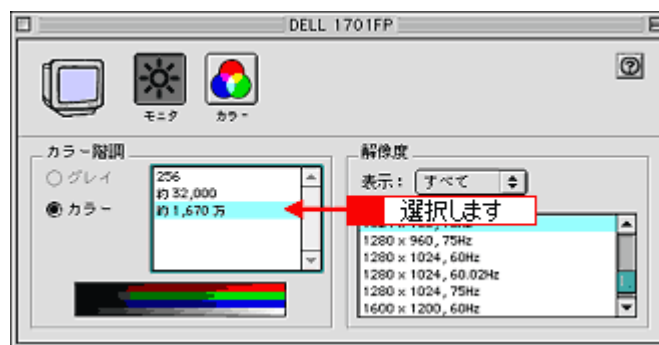 DELL 1701FP
モニタ
カラー
カラー階調
グレイ
カラー
256
約 32,000
約 1,670 万
解像度
表示：
すべて
選択します
1280 x 960, 75Hz
1280 x 1024, 60Hz
1280 x 1024, 60.02Hz
1280 x 1024, 75Hz
1600 x 1200, 60Hz